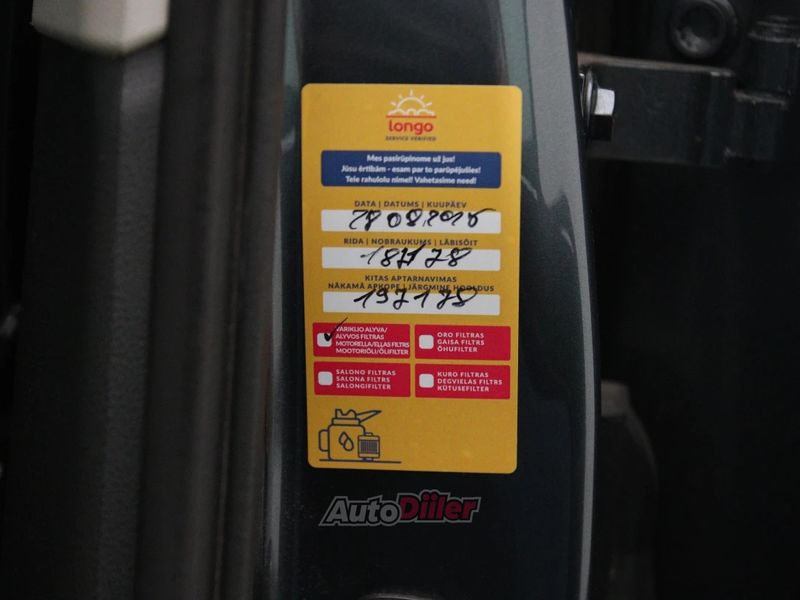 longo
SERVICE VERIFIED
Mes pasirūpinome už jus!
Jūsu ērtībām - esam par to parūpējušies!
Teie rahulolu nimel! Vahetasime need!
DATA | DATUMS | KUUPÄEV
28 08 2025
RIDA | NOBRAUKUMS | LÄBISÕIT
187178
KITAS APTARNAVIMAS
NĀKAMĀ APKOPE | JÄRGMINE HOOLDUS
197178
VARIKLIO ALYVA/
ALYVOS FILTRAS
MOTOREĻĻA/EĻĻAS FILTRS
MOOTORIÕLI/ÕLIFILTER
ORO FILTRAS
GAISA FILTRS
ÕHUFILTER
SALONO FILTRAS
SALONA FILTRS
SALONGIFILTER
KURO FILTRAS
DEGVIELAS FILTRS
KÜTUSEFILTER
AutoDiiler